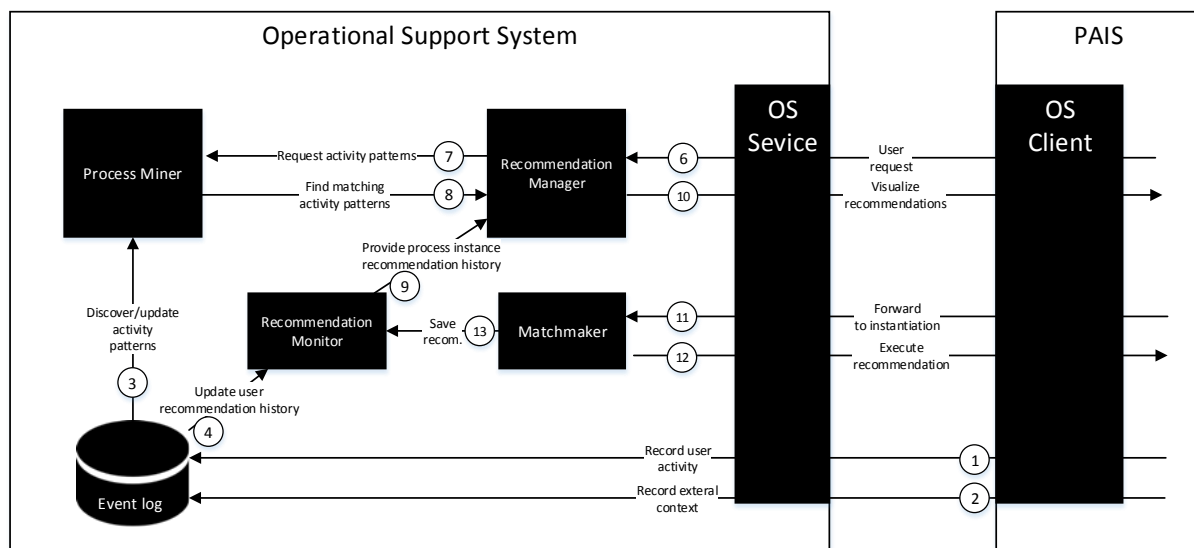 Operational Support System
PAIS
OS
Sevice
OS
Client
Process Miner
Request activity patterns
7
Recommendation
Manager
6
User
request
Find matching
activity patterns
8
10
Visualize
recommendations
Provide process instance
recommendation history
9
Discover/update
activity
patterns
3
Recommendation
Monitor
Save
recom.
13
Matchmaker
11
Forward
to instantiation
12
Execute
recommendation
Update user
recommendation history
4
Record user
activity
1
Event log
Record exteral
context
2